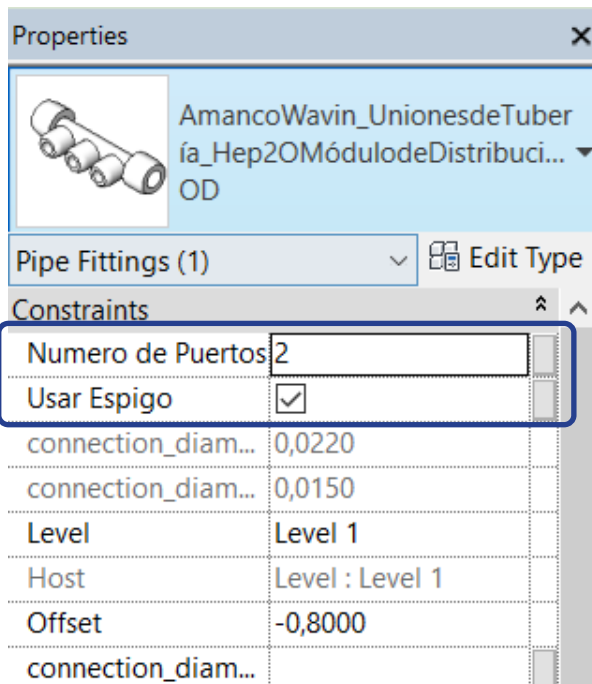 Properties
AmancoWavin_UnionesdeTuber
ía_Hep2OMódulodeDistribuci...
OD
Pipe Fittings (1) Edit Type
Constraints
Numero de Puertos 2
Usar Espigo
connection_diam... 0,0220
connection_diam... 0,0150
Level Level 1
Host Level : Level 1
Offset -0,8000
connection_diam...